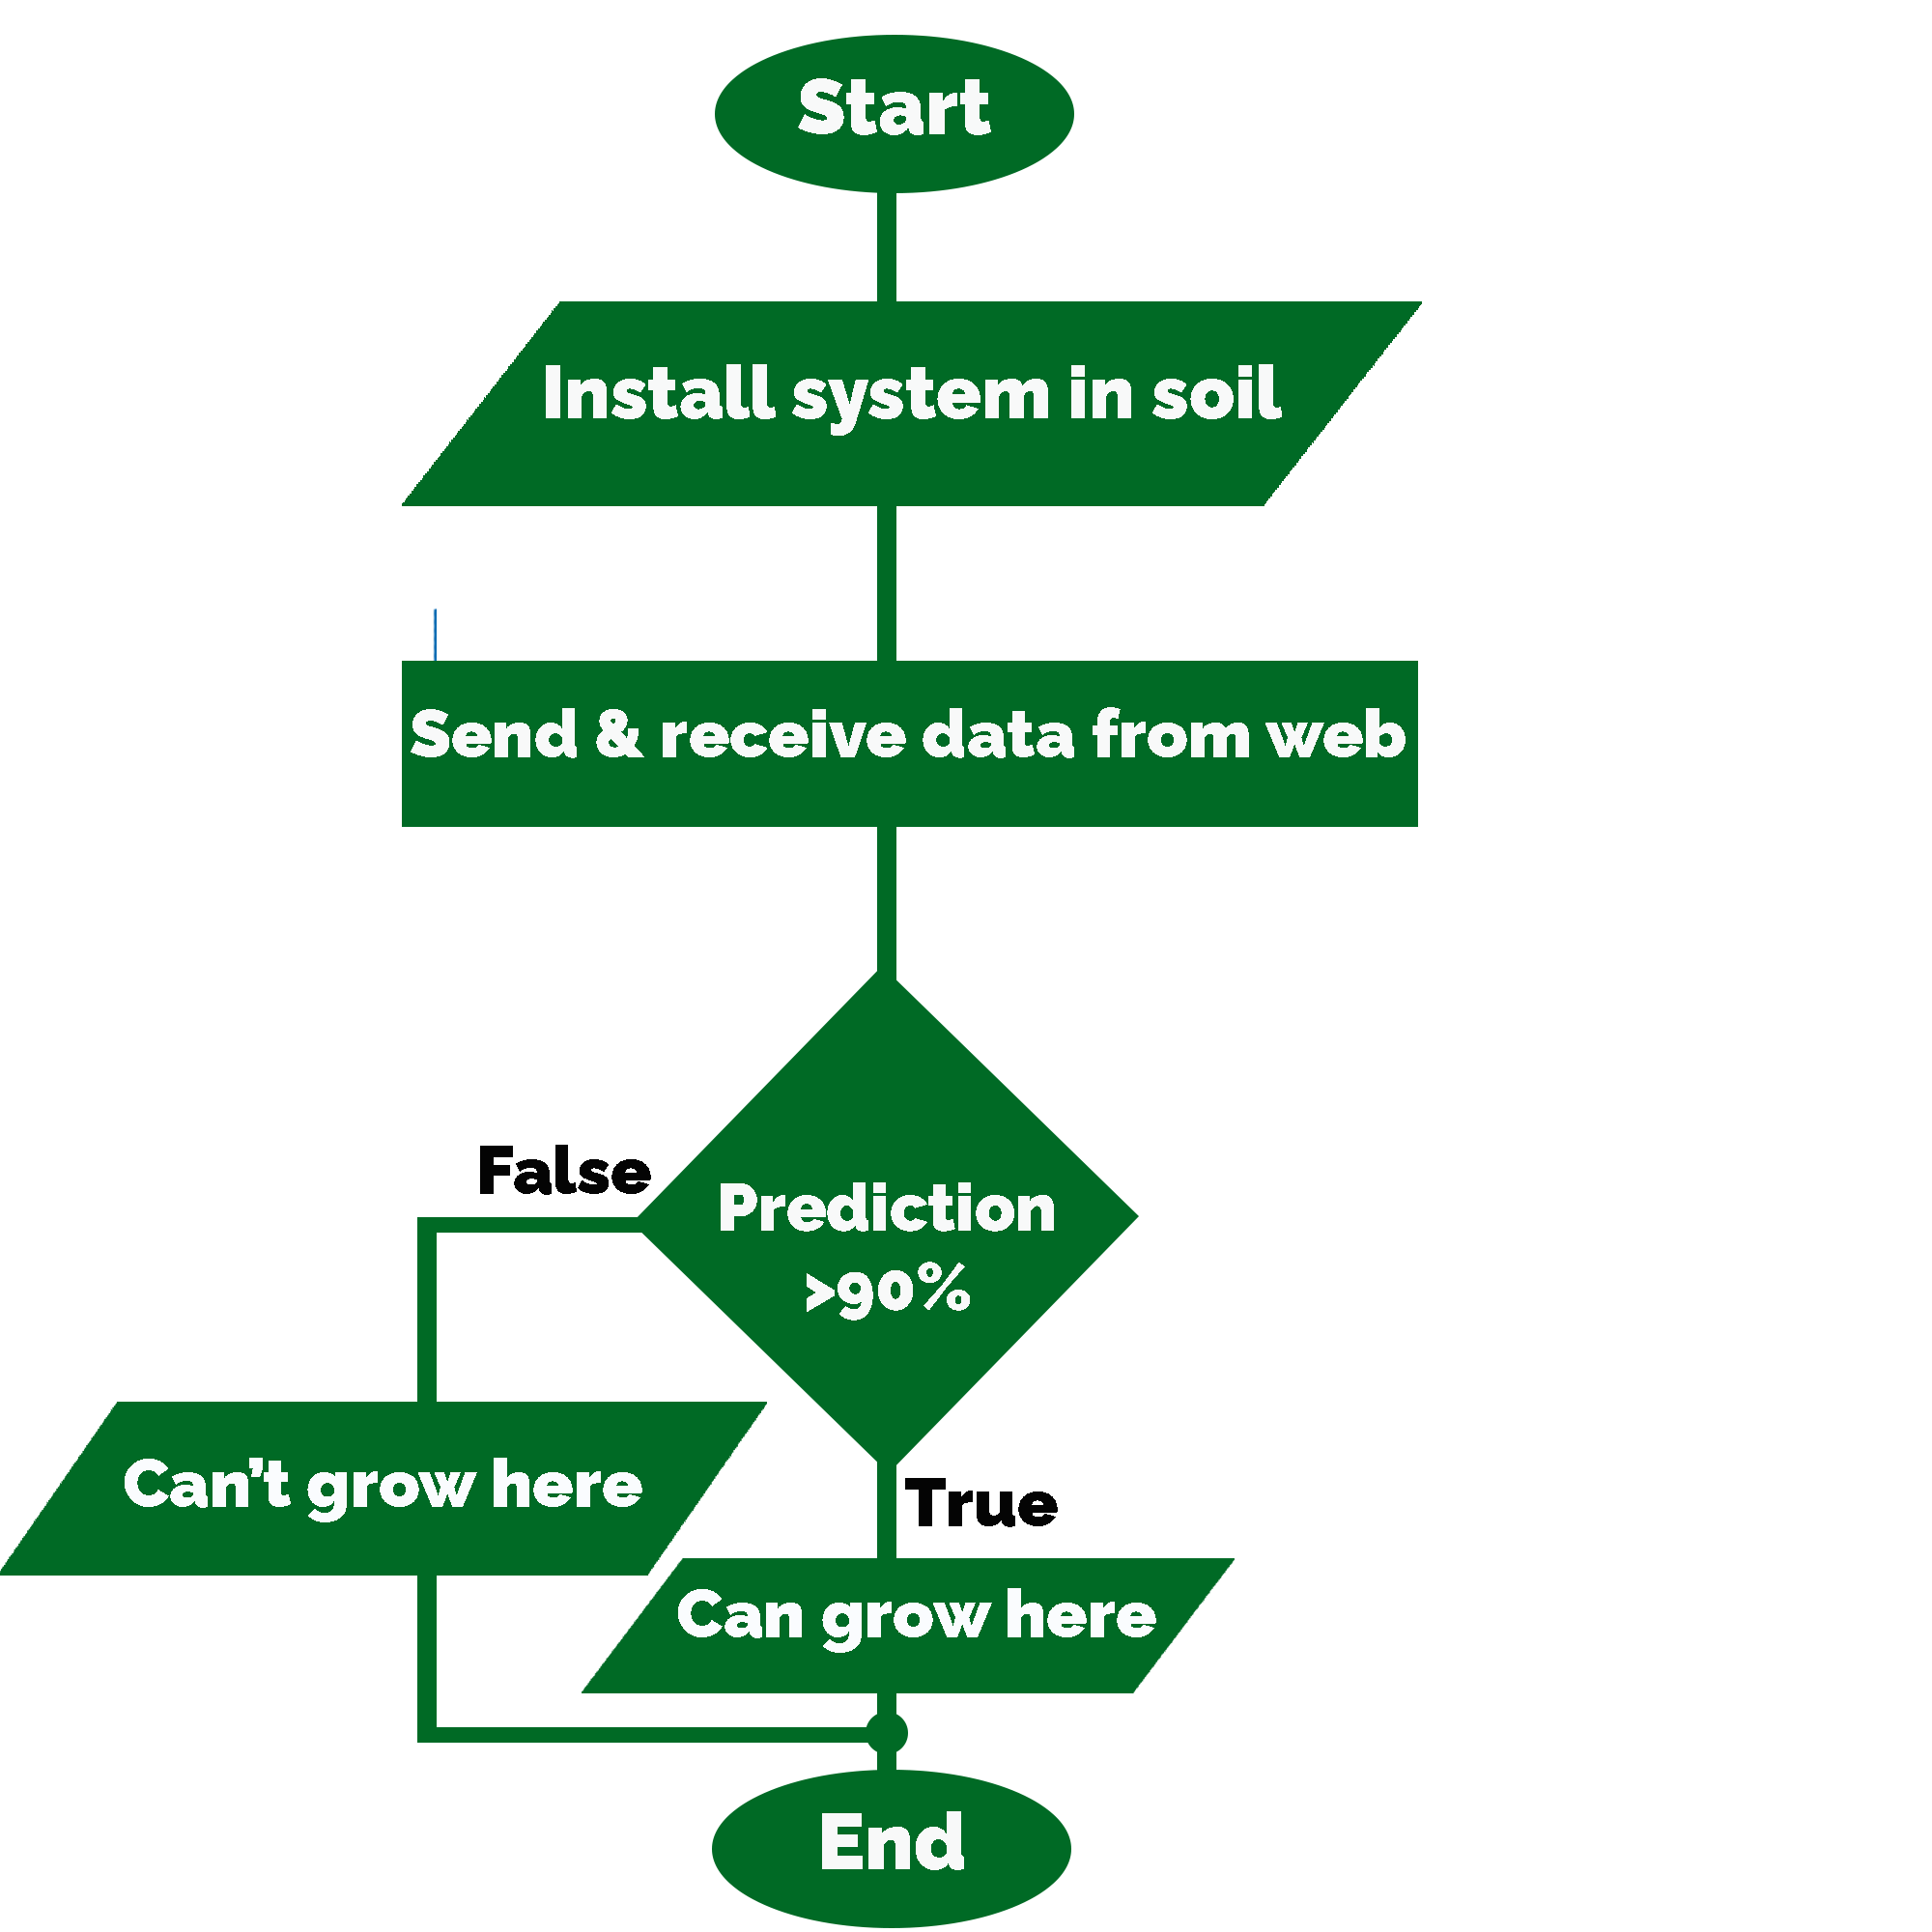 Start
Install system in soil
Send & receive data from web
False
Prediction
>90%
Can’t grow here
True
Can grow here
End